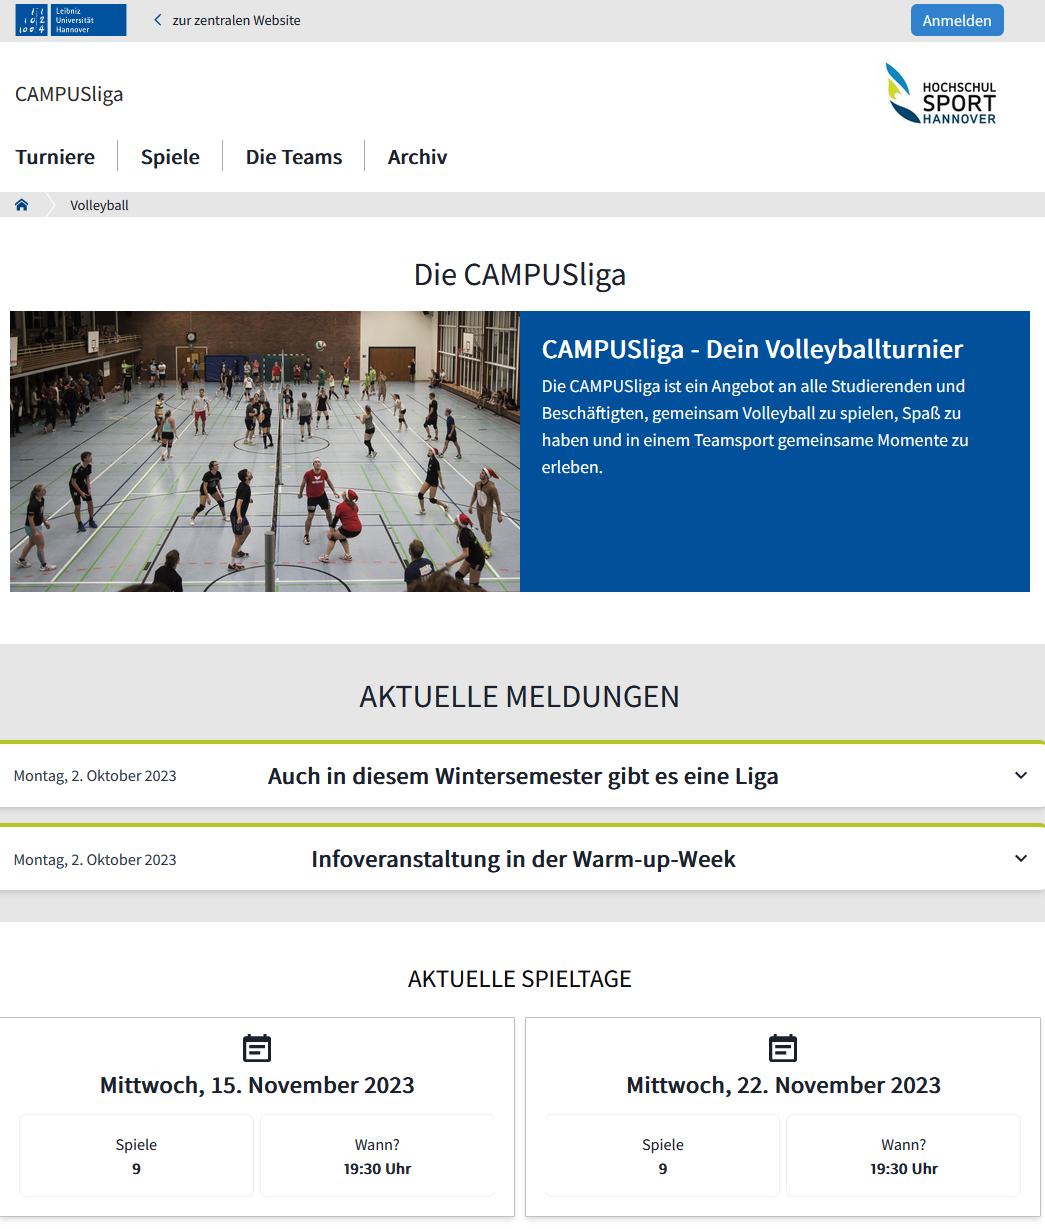 Leibniz
Universität
Hannover
zur zentralen Website
Anmelden
CAMPUSliga
HOCHSCHUL
SPORT
HANNOVER
Turniere
Spiele
Die Teams
Archiv
Volleyball
Die CAMPUSliga
CAMPUSliga - Dein Volleyballturnier
Die CAMPUSliga ist ein Angebot an alle Studierenden und
Beschäftigten, gemeinsam Volleyball zu spielen, Spaß zu
haben und in einem Teamsport gemeinsame Momente zu
erleben.
AKTUELLE MELDUNGEN
Montag, 2. Oktober 2023
Auch in diesem Wintersemester gibt es eine Liga
Montag, 2. Oktober 2023
Infoveranstaltung in der Warm-up-Week
AKTUELLE SPIELTAGE
Mittwoch, 15. November 2023
Spiele
9
Wann?
19:30 Uhr
Mittwoch, 22. November 2023
Spiele
9
Wann?
19:30 Uhr